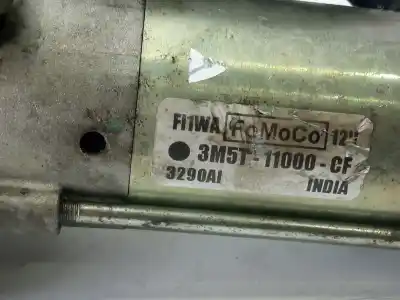 FI1WA FoMoCo 12V
3M5T-11000-CF
3290AI
INDIA